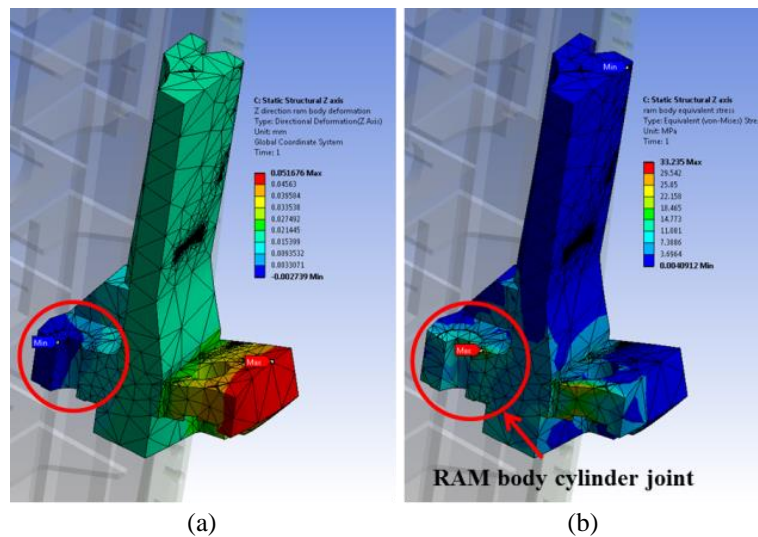 C: Static Structural Z axis
Z direction ram body deformation
Type: Directional Deformation(Z Axis)
Unit: mm
Global Coordinate System
Time: 1
0.051676 Max
0.04563
0.039584
0.033538
0.027492
0.021445
0.015399
0.0093532
0.0033071
-0.002739 Min
Min
Max
(a)
C: Static Structural Z axis
ram body equivalent stress
Type: Equivalent (von-Mises) Stre
Unit: MPa
Time: 1
33.235 Max
29.542
25.85
22.158
18.465
14.773
11.081
7.3886
3.6964
0.0040912 Min
Min
Max
RAM body cylinder joint
(b)